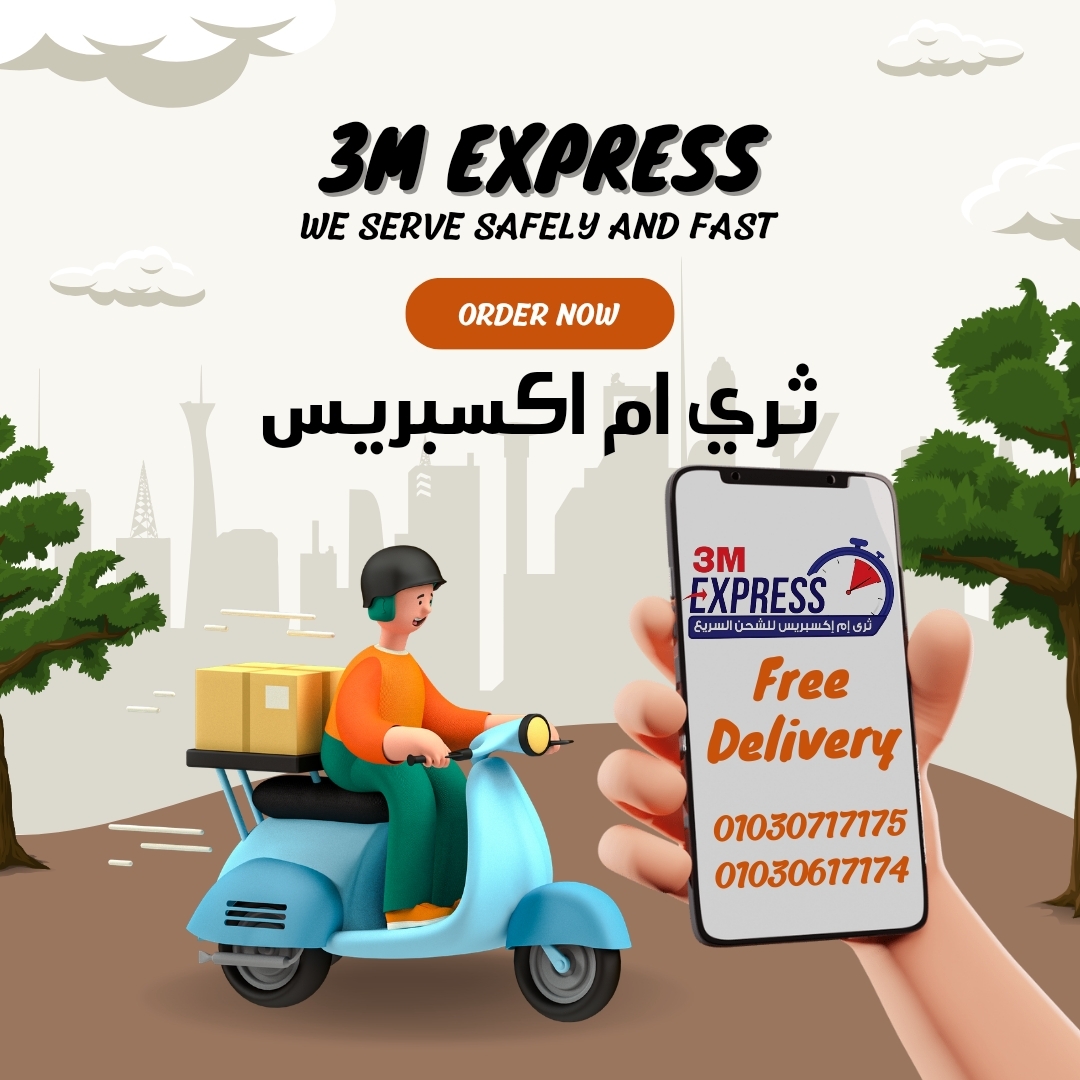 3M EXPRESS
WE SERVE SAFELY AND FAST
ORDER NOW
ثري ام اكسبريس
3M
EXPRESS
ثرى إم إكسبريس للشحن السريع
Free
Delivery
01030717175
01030617174